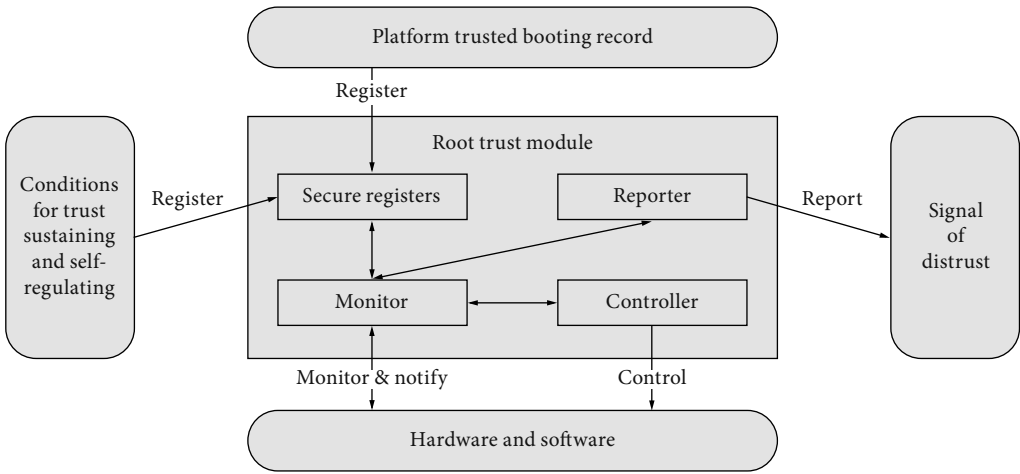 Platform trusted booting record
Register
Root trust module
Conditions
for trust
sustaining
and self-
regulating
Register
Secure registers
Reporter
Report
Signal
of
distrust
Monitor
Controller
Monitor & notify
Control
Hardware and software